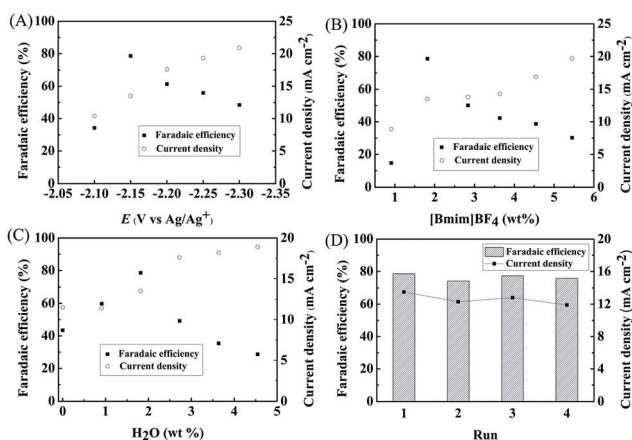 (A)
Faradaic efficiency (%)
100
80
60
40
20
0
-2.05 -2.10 -2.15 -2.20 -2.25 -2.30 -2.35
E (V vs Ag/Ag+)
25
20
15
10
5
0
Current density (mA cm-2)
Faradaic efficiency
Current density
(B)
Faradaic efficiency (%)
100
80
60
40
20
0
1 2 3 4 5 6
[Bmim]BF4 (wt%)
25
20
15
10
5
0
Current density (mA cm-2)
Faradaic efficiency
Current density
(C)
Faradaic efficiency (%)
100
80
60
40
20
0
0 1 2 3 4 5
H2O (wt %)
20
15
10
5
0
Current density (mA cm-2)
Faradaic efficiency
Current density
(D)
Faradaic efficiency (%)
100
80
60
40
20
0
1 2 3 4
Run
20
16
12
8
4
0
Current density (mA cm-2)
Faradaic efficiency
Current density